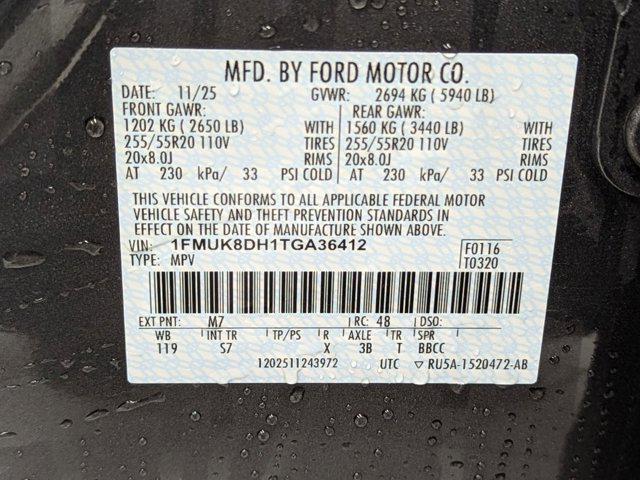 MFD. BY FORD MOTOR CO.
DATE: 11/25 GVWR: 2694 KG ( 5940 LB)
FRONT GAWR: REAR GAWR:
1202 KG ( 2650 LB) WITH 1560 KG ( 3440 LB) WITH
255/55R20 110V TIRES 255/55R20 110V TIRES
20x8.0J RIMS 20x8.0J RIMS
AT 230 kPa/ 33 PSI COLD AT 230 kPa/ 33 PSI COLD
THIS VEHICLE CONFORMS TO ALL APPLICABLE FEDERAL MOTOR
VEHICLE SAFETY AND THEFT PREVENTION STANDARDS IN
EFFECT ON THE DATE OF MANUFACTURE SHOWN ABOVE.
VIN: 1FMUK8DH1TGA36412 F0116
TYPE: MPV T0320
EXT PNT: M7 RC: 48 DSO:
WB INT TR TP/PS R AXLE TR SPR
119 S7 X 3B T BBCC
1202511243972 UTC ▽ RU5A-1520472-AB